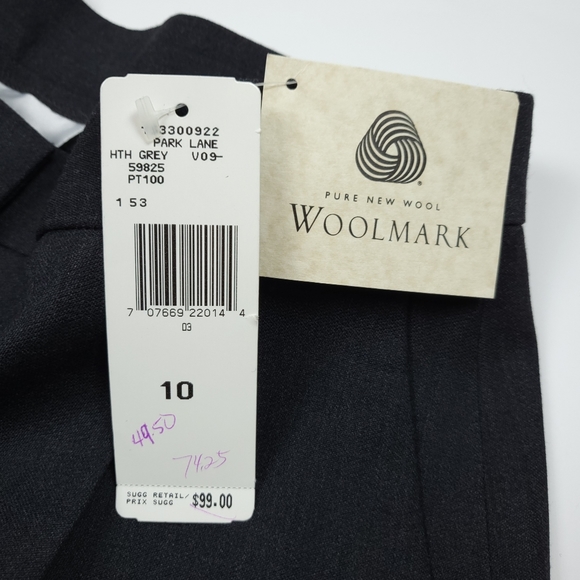 3300922
PARK LANE
HTH GREY V09-
59825
PT100
1 53
7 07669 22014 4
03
10
49.50
74.25
SUGG RETAIL/
PRIX SUGG $99.00
®
PURE NEW WOOL
WOOLMARK